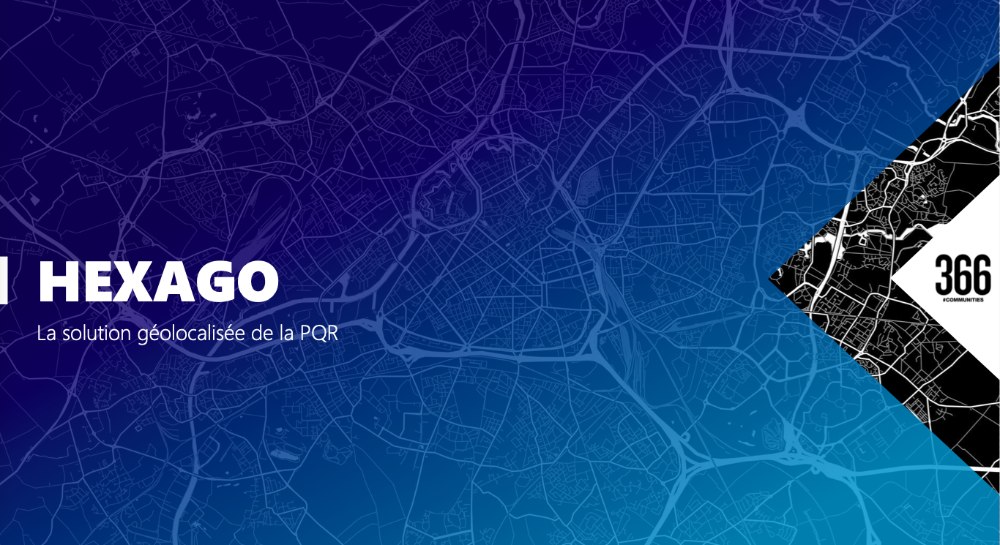 HEXAGO
La solution géolocalisée de la PQR
366
#COMMUNITIES